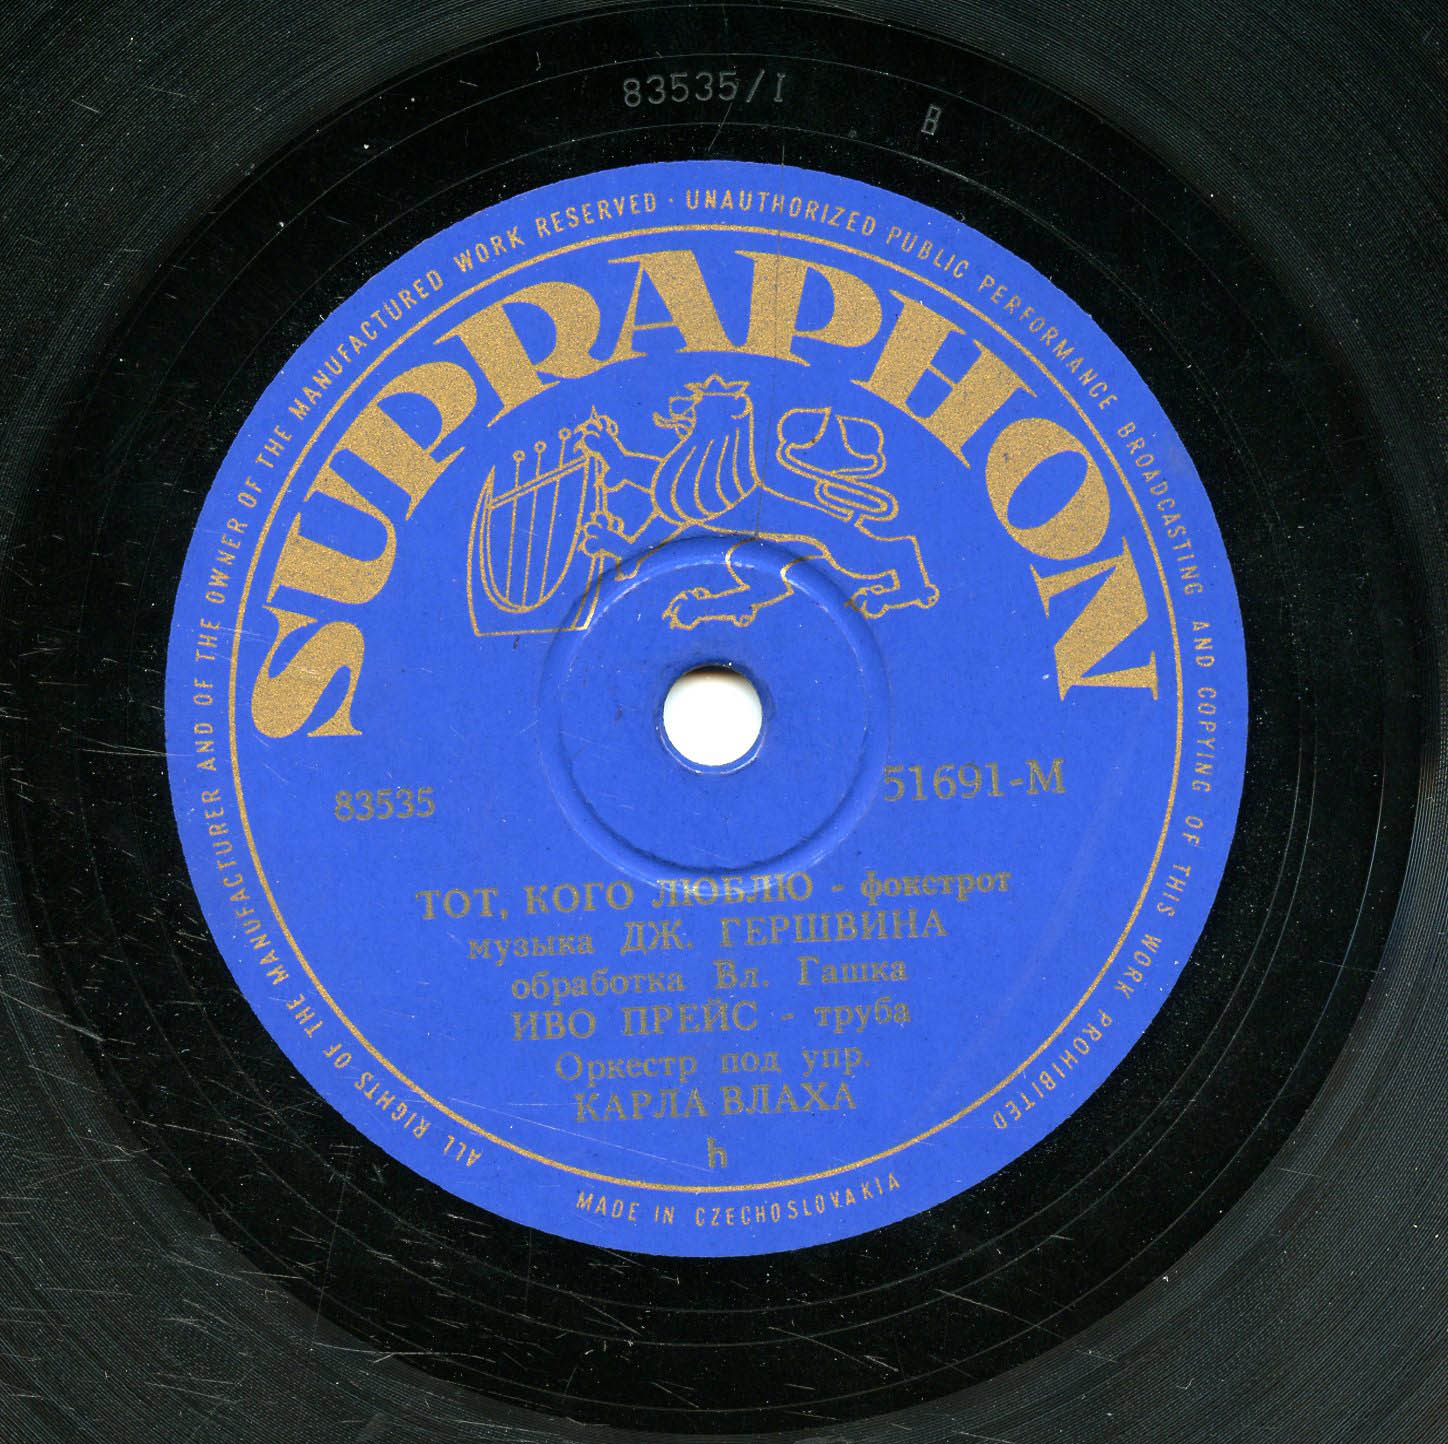 83535/I
B
ALL RIGHTS OF THE MANUFACTURER AND OF THE OWNER OF THE MANUFACTURED WORK RESERVED · UNAUTHORIZED PUBLIC PERFORMANCE BROADCASTING AND COPYING OF THIS WORK PROHIBITED
SUPRAPHON
83535
51691-M
ТОТ, КОГО ЛЮБЛЮ - фокстрот
музыка ДЖ. ГЕРШВИНА
обработка Вл. Гашка
ИВО ПРЕЙС - труба
Оркестр под упр.
КАРЛА ВЛАХА
h
MADE IN CZECHOSLOVAKIA